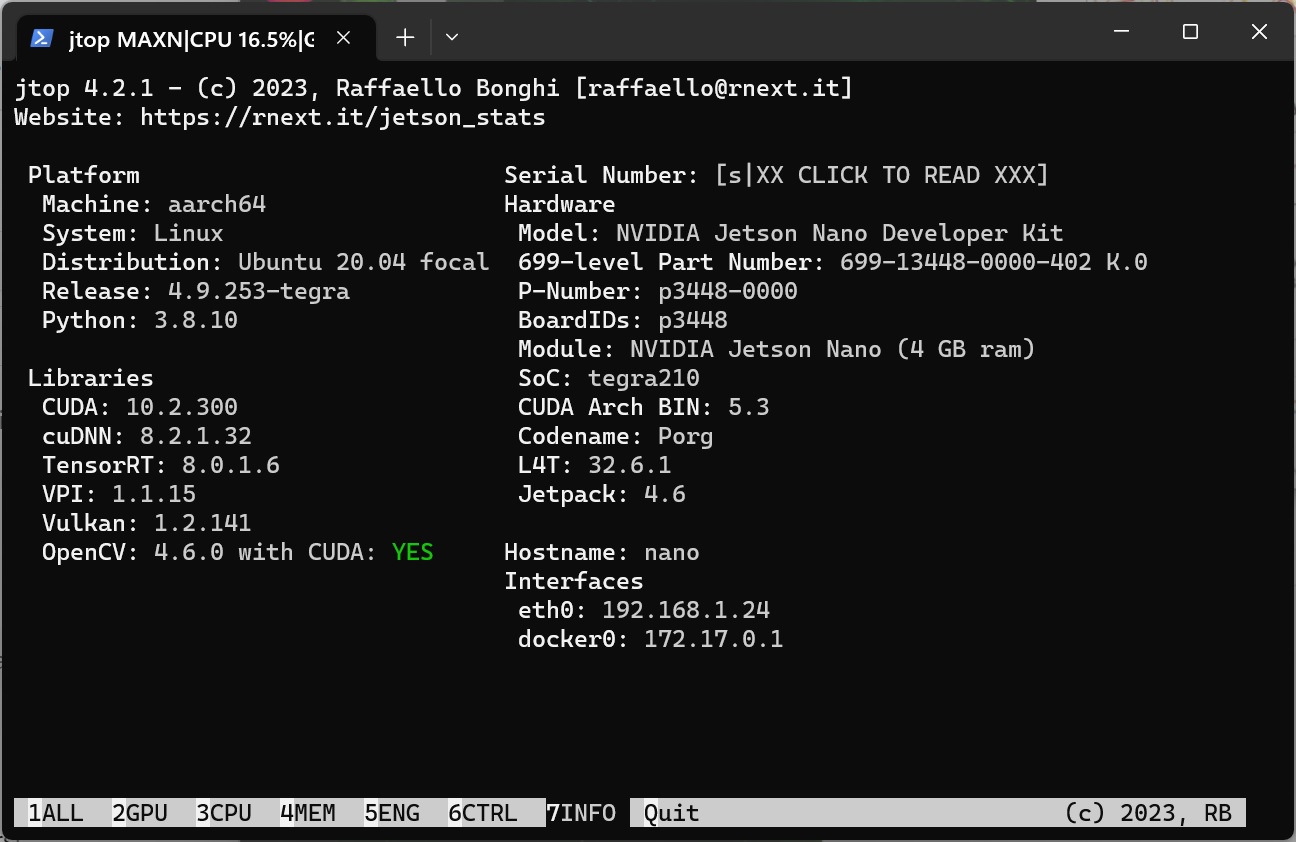 jtop MAXN|CPU 16.5%|G
jtop 4.2.1 - (c) 2023, Raffaello Bonghi [raffaello@rnext.it]
Website: https://rnext.it/jetson_stats
Platform
Machine: aarch64
System: Linux
Distribution: Ubuntu 20.04 focal
Release: 4.9.253-tegra
Python: 3.8.10
Libraries
CUDA: 10.2.300
cuDNN: 8.2.1.32
TensorRT: 8.0.1.6
VPI: 1.1.15
Vulkan: 1.2.141
OpenCV: 4.6.0 with CUDA: YES
Serial Number: [s|XX CLICK TO READ XXX]
Hardware
Model: NVIDIA Jetson Nano Developer Kit
699-level Part Number: 699-13448-0000-402 K.0
P-Number: p3448-0000
BoardIDs: p3448
Module: NVIDIA Jetson Nano (4 GB ram)
SoC: tegra210
CUDA Arch BIN: 5.3
Codename: Porg
L4T: 32.6.1
Jetpack: 4.6
Hostname: nano
Interfaces
eth0: 192.168.1.24
docker0: 172.17.0.1
1ALL 2GPU 3CPU 4MEM 5ENG 6CTRL 7INFO Quit (c) 2023, RB